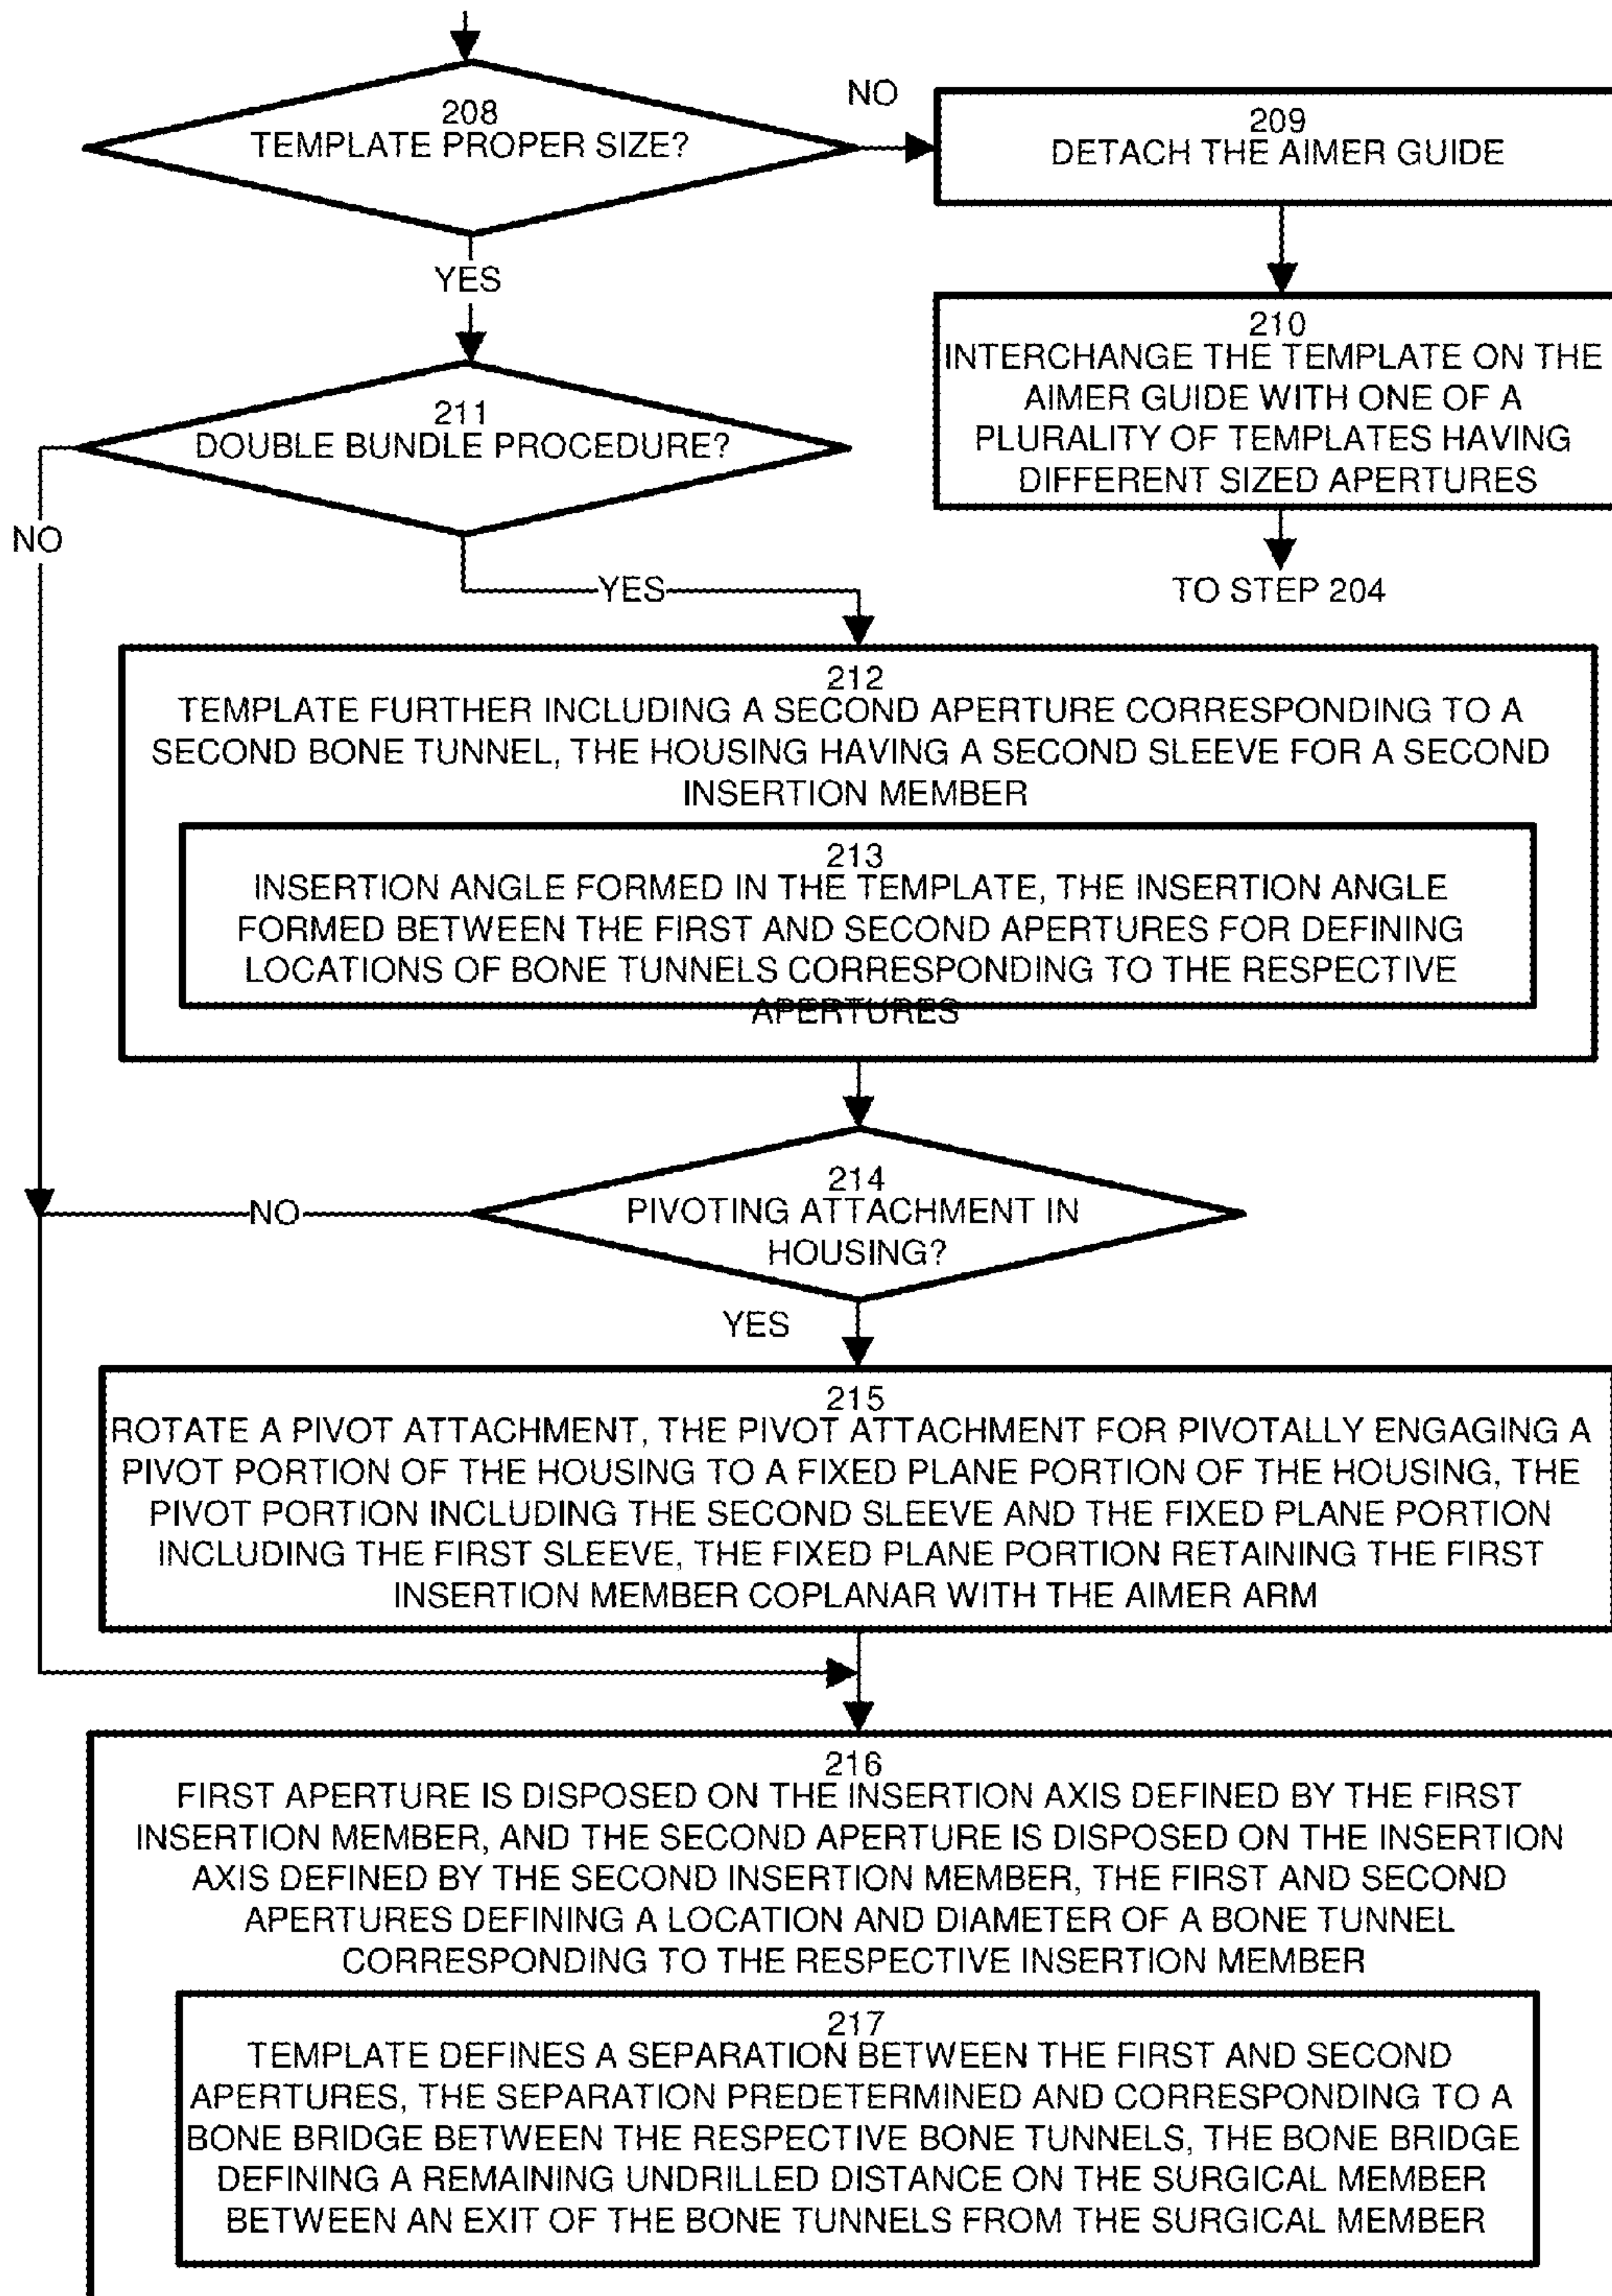 208
TEMPLATE PROPER SIZE?
NO
209
DETACH THE AIMER GUIDE
YES
210
INTERCHANGE THE TEMPLATE ON THE
AIMER GUIDE WITH ONE OF A
PLURALITY OF TEMPLATES HAVING
DIFFERENT SIZED APERTURES
TO STEP 204
211
DOUBLE BUNDLE PROCEDURE?
NO
YES
212
TEMPLATE FURTHER INCLUDING A SECOND APERTURE CORRESPONDING TO A
SECOND BONE TUNNEL, THE HOUSING HAVING A SECOND SLEEVE FOR A SECOND
INSERTION MEMBER
213
INSERTION ANGLE FORMED IN THE TEMPLATE, THE INSERTION ANGLE
FORMED BETWEEN THE FIRST AND SECOND APERTURES FOR DEFINING
LOCATIONS OF BONE TUNNELS CORRESPONDING TO THE RESPECTIVE
APERTURES
214
PIVOTING ATTACHMENT IN
HOUSING?
NO
YES
215
ROTATE A PIVOT ATTACHMENT, THE PIVOT ATTACHMENT FOR PIVOTALLY ENGAGING A
PIVOT PORTION OF THE HOUSING TO A FIXED PLANE PORTION OF THE HOUSING, THE
PIVOT PORTION INCLUDING THE SECOND SLEEVE AND THE FIXED PLANE PORTION
INCLUDING THE FIRST SLEEVE, THE FIXED PLANE PORTION RETAINING THE FIRST
INSERTION MEMBER COPLANAR WITH THE AIMER ARM
216
FIRST APERTURE IS DISPOSED ON THE INSERTION AXIS DEFINED BY THE FIRST
INSERTION MEMBER, AND THE SECOND APERTURE IS DISPOSED ON THE INSERTION
AXIS DEFINED BY THE SECOND INSERTION MEMBER, THE FIRST AND SECOND
APERTURES DEFINING A LOCATION AND DIAMETER OF A BONE TUNNEL
CORRESPONDING TO THE RESPECTIVE INSERTION MEMBER
217
TEMPLATE DEFINES A SEPARATION BETWEEN THE FIRST AND SECOND
APERTURES, THE SEPARATION PREDETERMINED AND CORRESPONDING TO A
BONE BRIDGE BETWEEN THE RESPECTIVE BONE TUNNELS, THE BONE BRIDGE
DEFINING A REMAINING UNDRILLED DISTANCE ON THE SURGICAL MEMBER
BETWEEN AN EXIT OF THE BONE TUNNELS FROM THE SURGICAL MEMBER